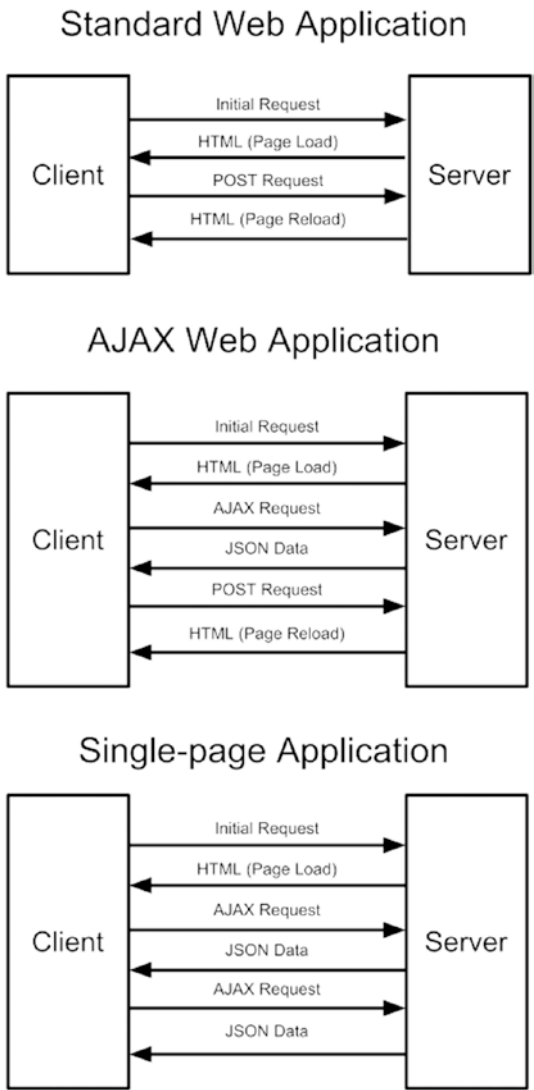 Standard Web Application
Initial Request
HTML (Page Load)
Client
POST Request
Server
HTML (Page Reload)
AJAX Web Application
Initial Request
HTML (Page Load)
AJAX Request
Client
JSON Data
Server
POST Request
HTML (Page Reload)
Single-page Application
Initial Request
HTML (Page Load)
AJAX Request
Client
JSON Data
Server
AJAX Request
JSON Data